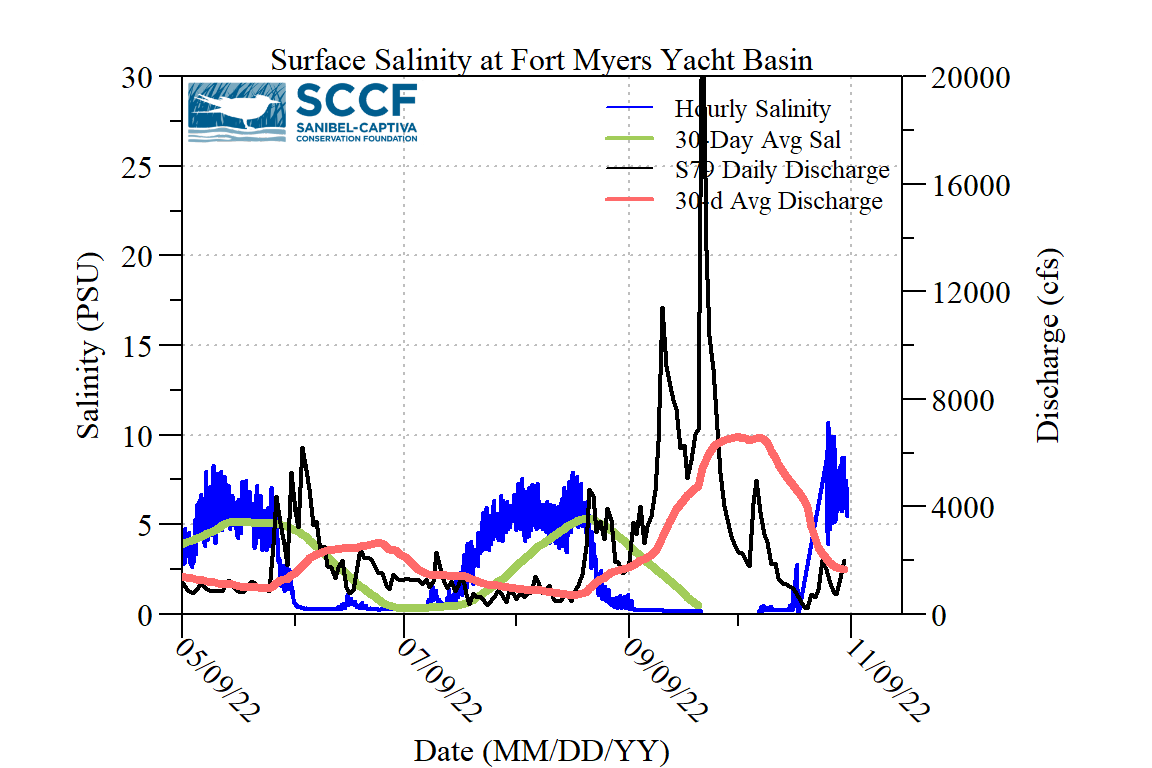 Surface Salinity at Fort Myers Yacht Basin
SCCF
SANIBEL-CAPTIVA
CONSERVATION FOUNDATION
Hourly Salinity
30-Day Avg Sal
S79 Daily Discharge
30-d Avg Discharge
Salinity (PSU)
30
25
20
15
10
5
0
Discharge (cfs)
20000
16000
12000
8000
4000
0
05/09/22
07/09/22
09/09/22
11/09/22
Date (MM/DD/YY)